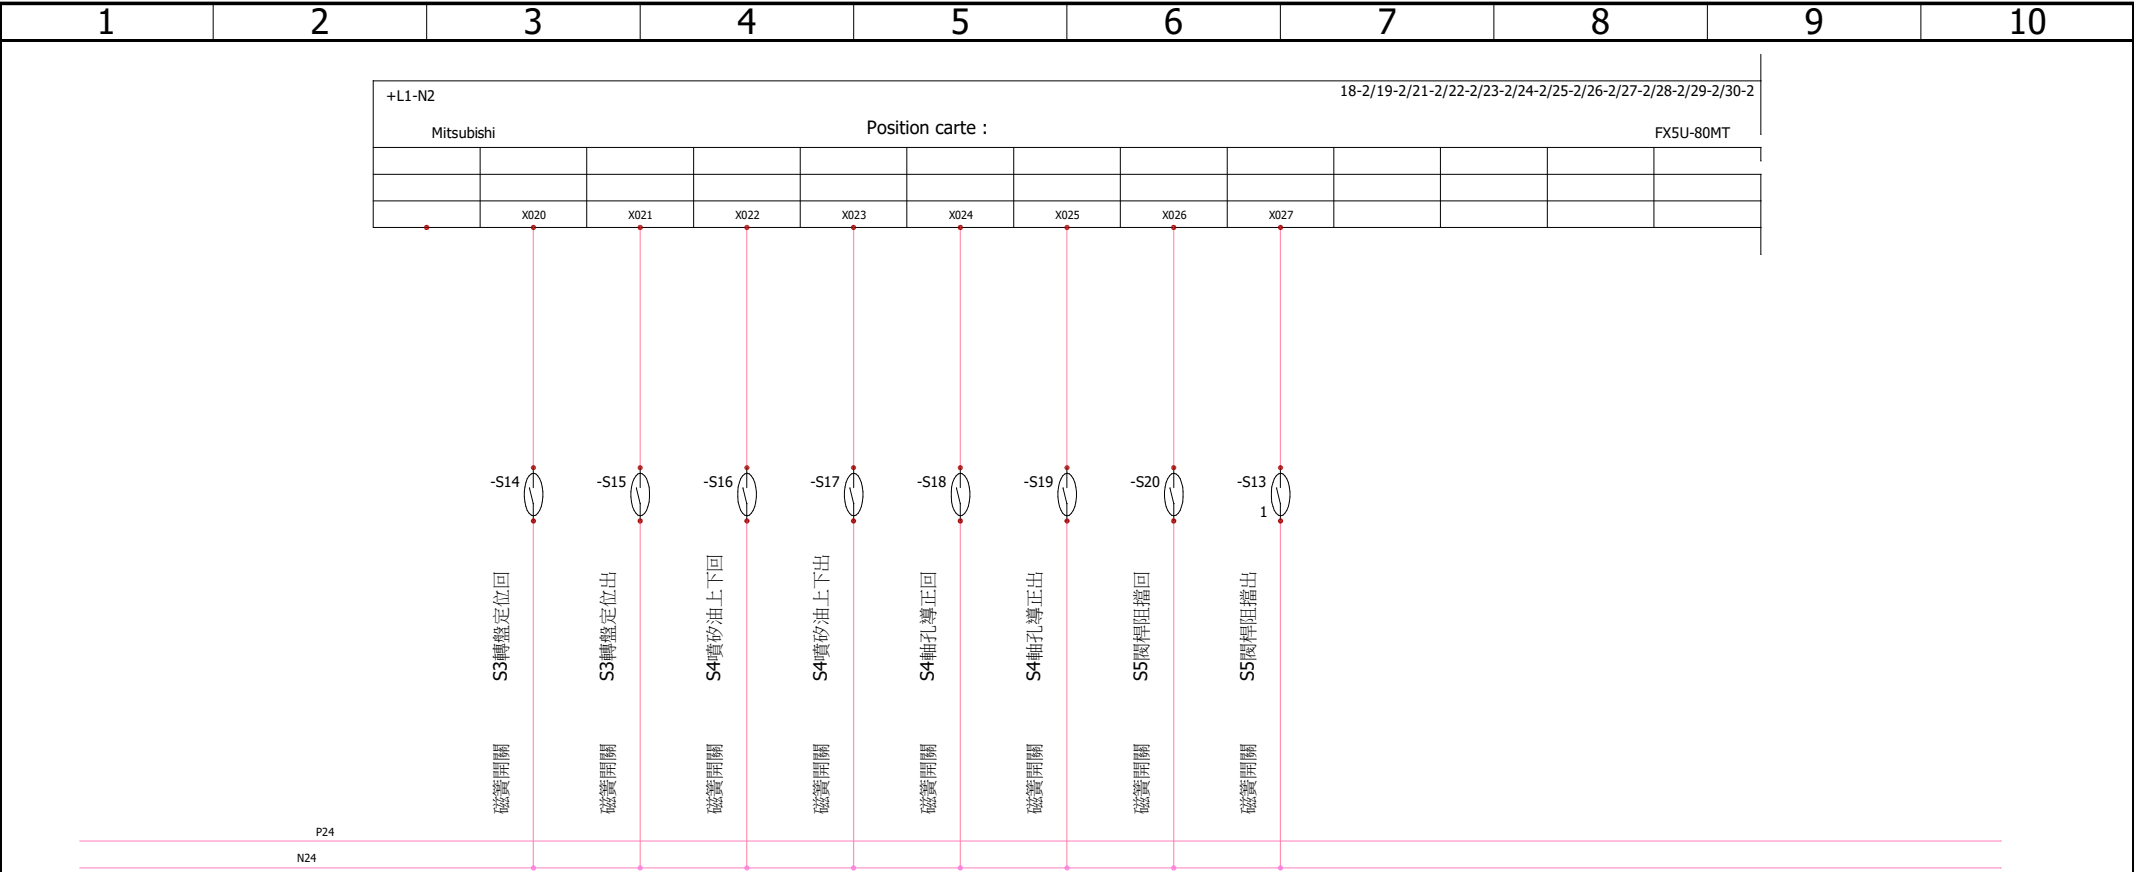 1 2 3 4 5 6 7 8 9 10
+L1-N2 18-2/19-2/21-2/22-2/23-2/24-2/25-2/26-2/27-2/28-2/29-2/30-2
Mitsubishi Position carte : FX5U-80MT
X020 X021 X022 X023 X024 X025 X026 X027
-S14 -S15 -S16 -S17 -S18 -S19 -S20 -S13
1
S3轉盤定位回
S3轉盤定位出
S4噴矽油上下回
S4噴矽油上下出
S4軸孔導正回
S4軸孔導正出
S5閥桿阻擋回
S5閥桿阻擋出
磁簧開關
磁簧開關
磁簧開關
磁簧開關
磁簧開關
磁簧開關
磁簧開關
磁簧開關
P24
N24